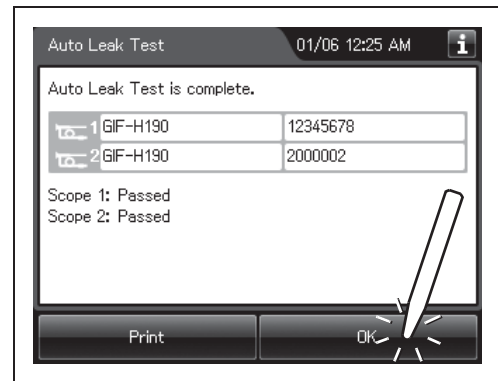 Auto Leak Test 01/06 12:25 AM i
Auto Leak Test is complete.
1 GIF-H190 12345678
2 GIF-H190 2000002
Scope 1: Passed
Scope 2: Passed
Print OK